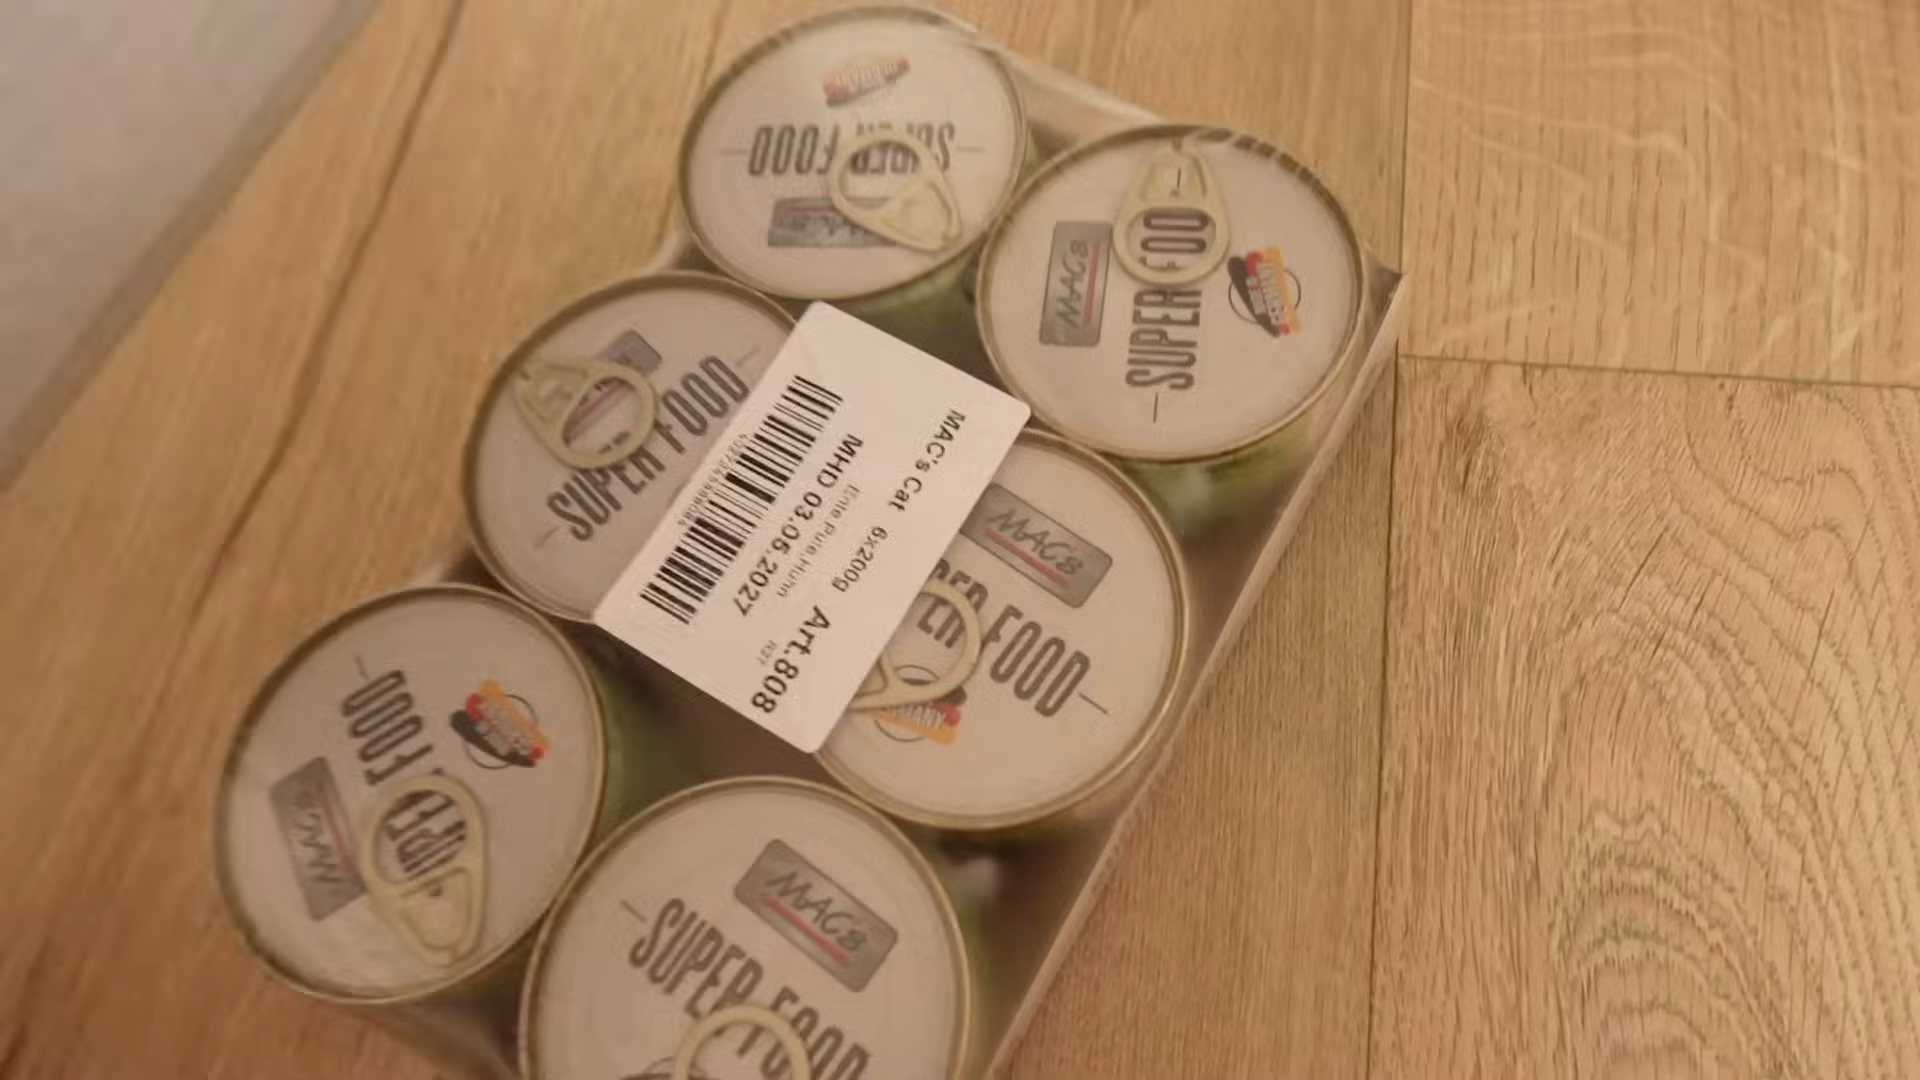 MAC's Cat 6x200g Art.808
Ente,Pute,Huhn
MHD 03.05.2027
SUPER FOOD
MAC's
SUPER FOOD
MAC's
GERMANY
SUPER FOOD
MAC's
SUPER FOOD
MAC's
SUPER FOOD
MAC's
SUPER FOOD